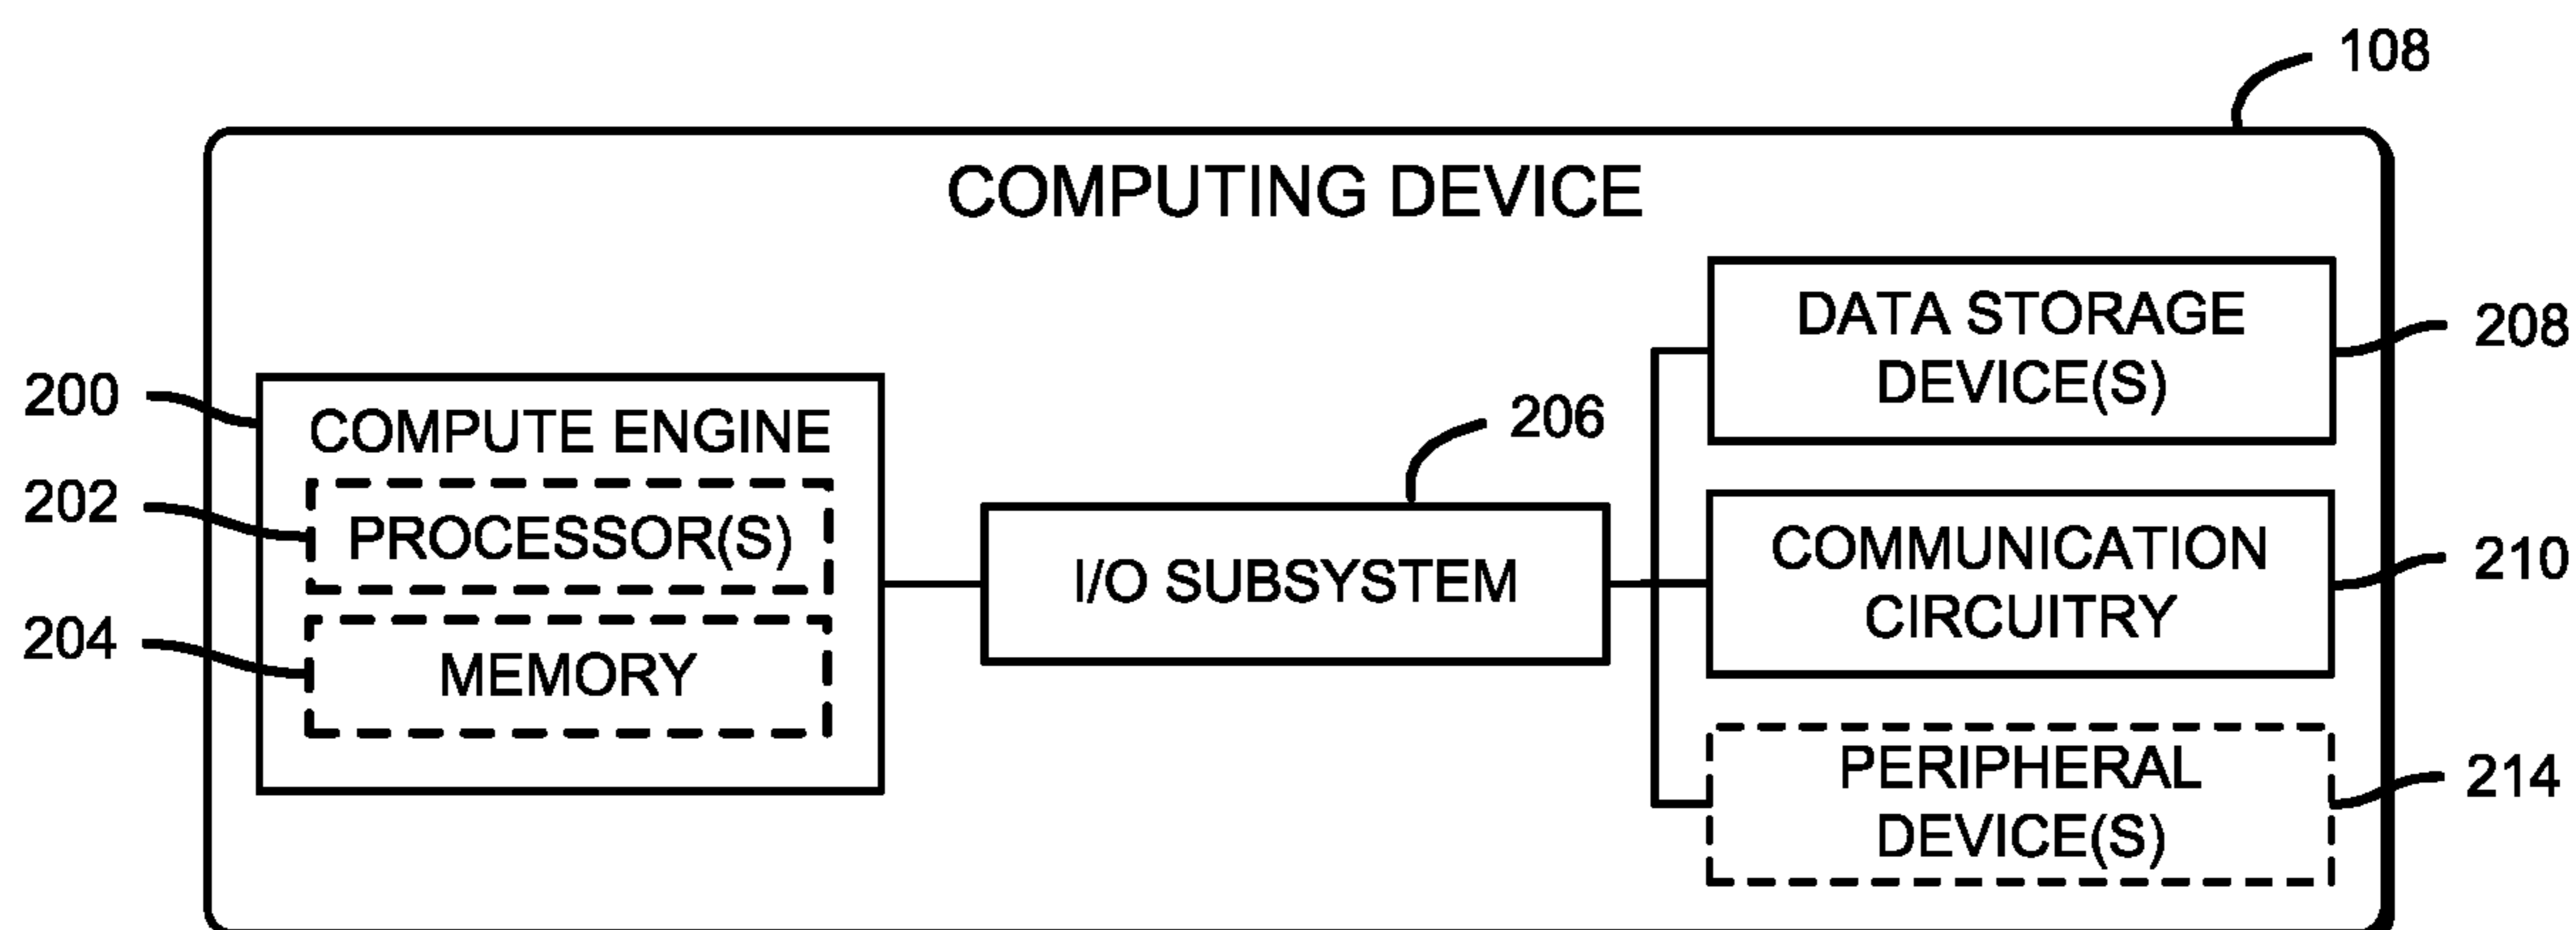 108
COMPUTING DEVICE
DATA STORAGE
DEVICE(S)
208
200
COMPUTE ENGINE
206
202
PROCESSOR(S)
I/O SUBSYSTEM
COMMUNICATION
CIRCUITRY
210
204
MEMORY
PERIPHERAL
DEVICE(S)
214